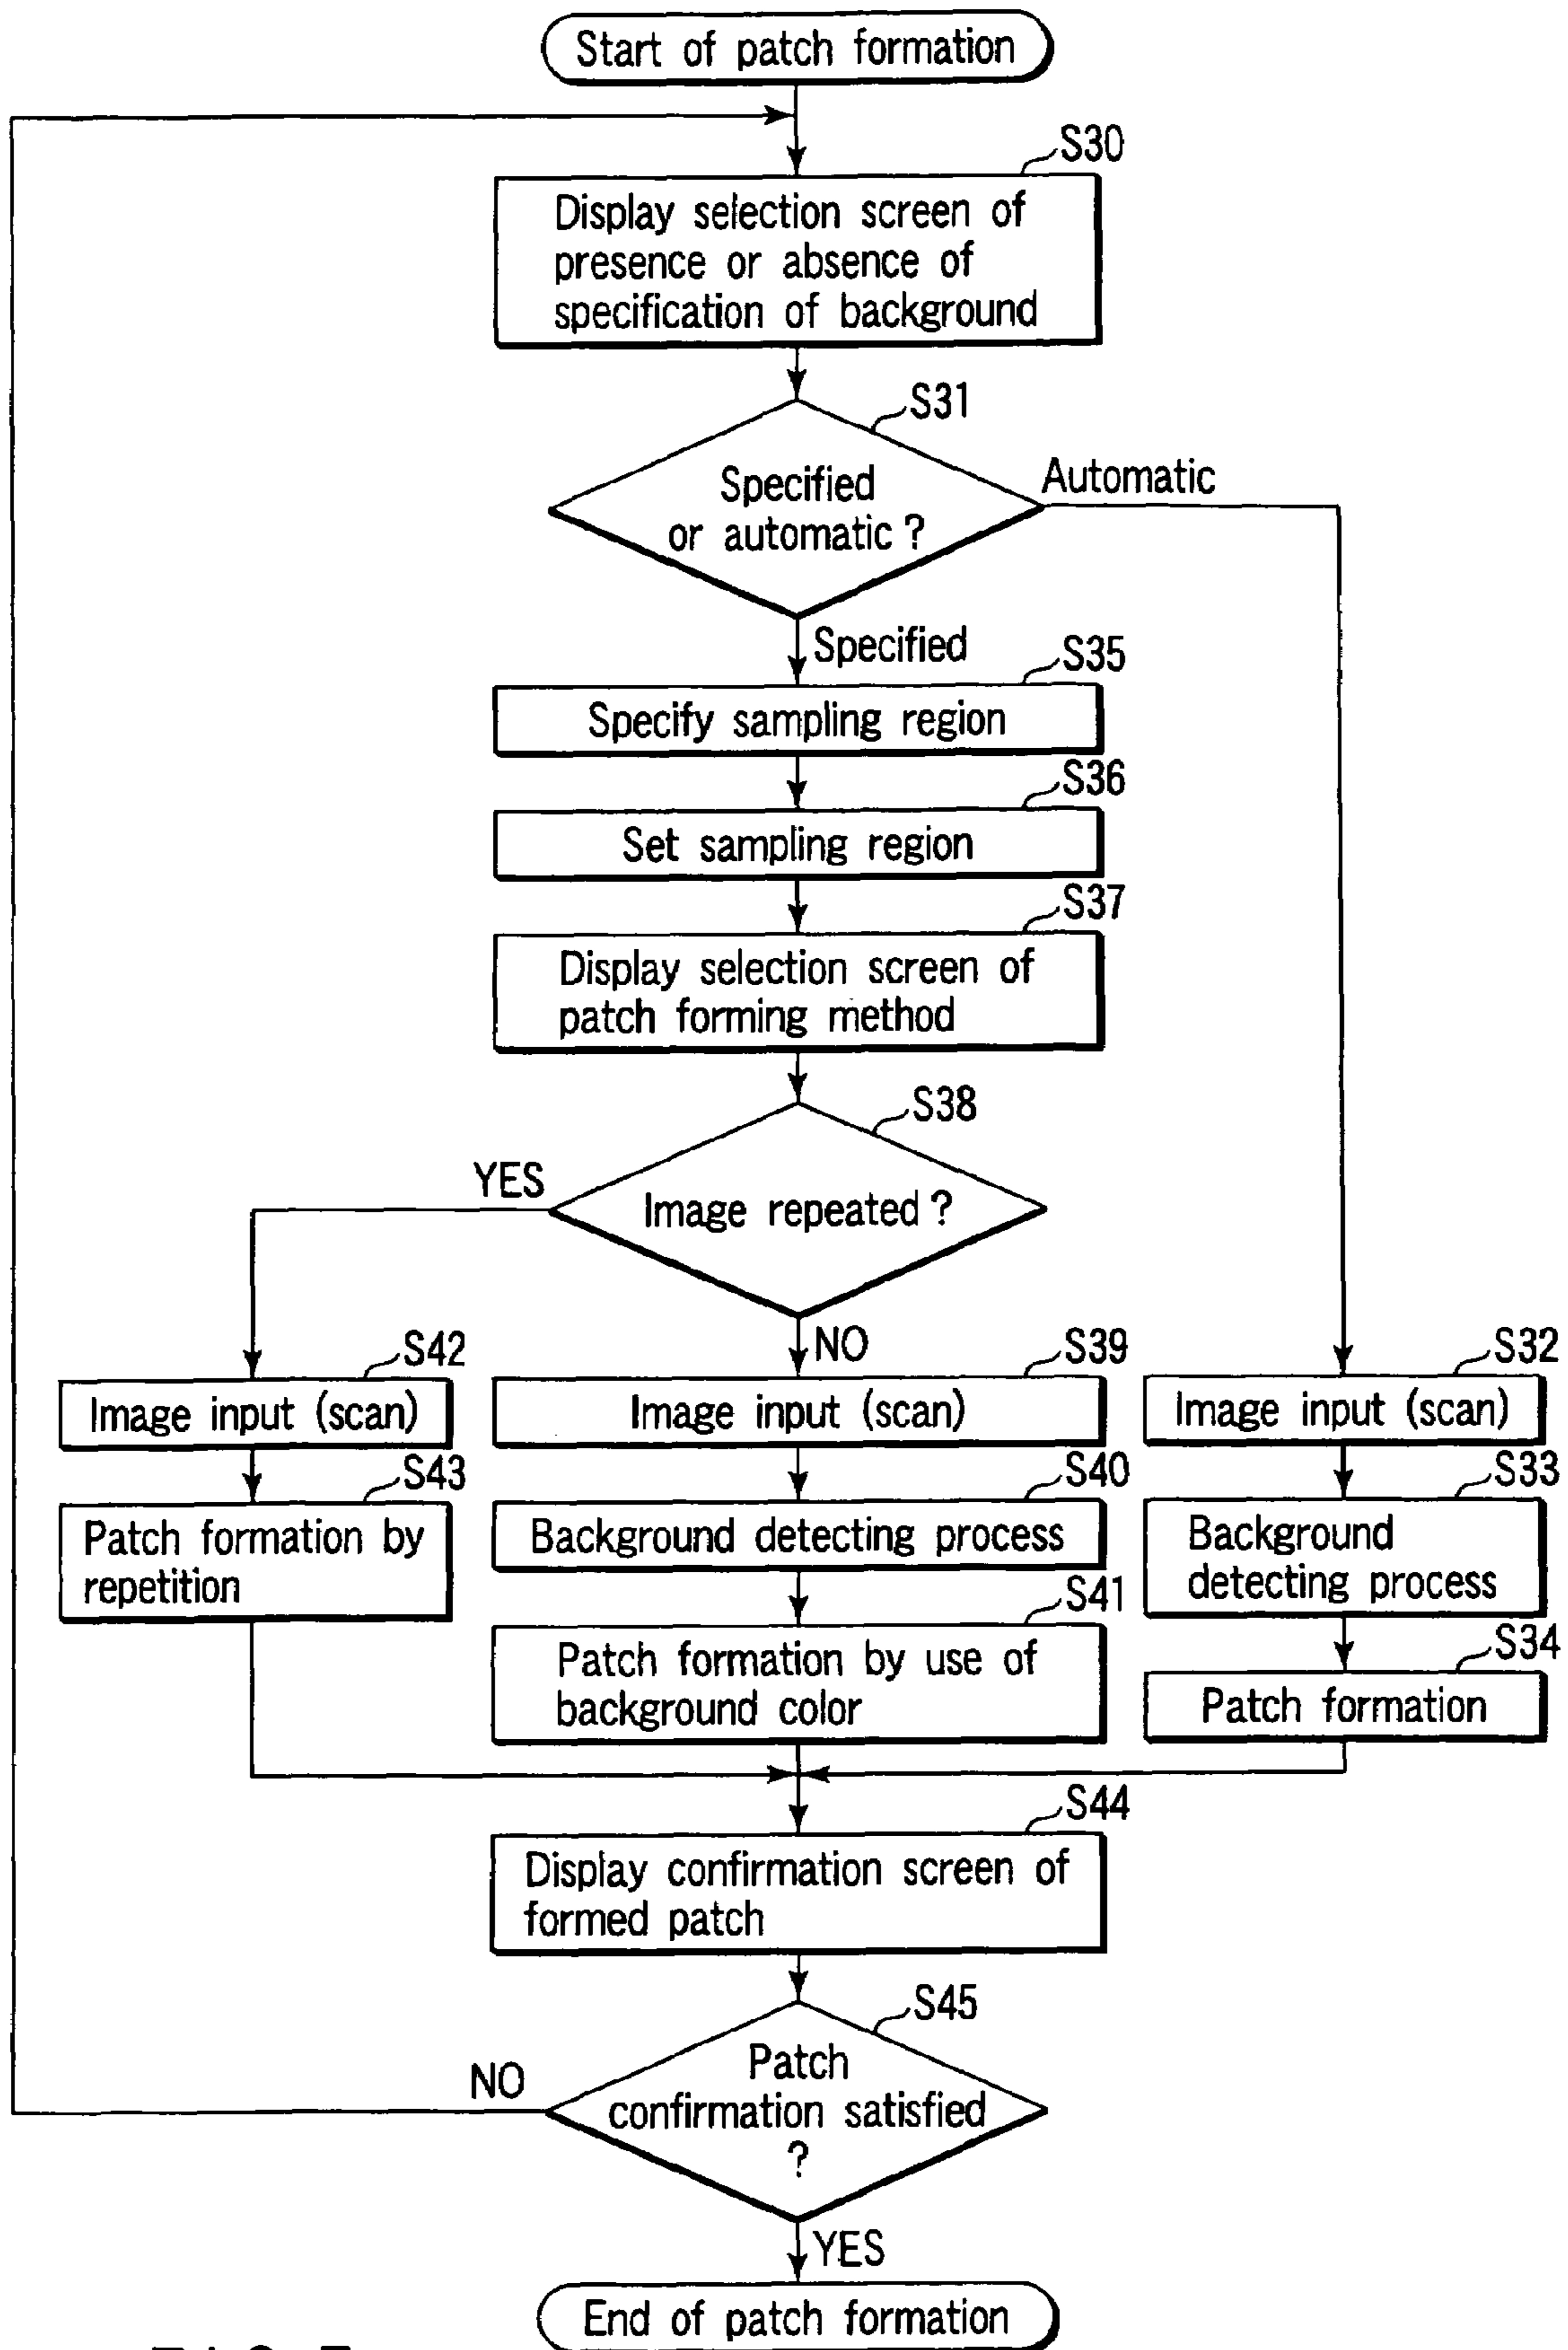 Start of patch formation
S30
Display selection screen of
presence or absence of
specification of background
S31
Specified
or automatic ?
Automatic
Specified
S35
Specify sampling region
S36
Set sampling region
S37
Display selection screen of
patch forming method
S38
Image repeated ?
YES
NO
S42
Image input (scan)
S43
Patch formation by
repetition
S39
Image input (scan)
S40
Background detecting process
S41
Patch formation by use of
background color
S32
Image input (scan)
S33
Background
detecting process
S34
Patch formation
S44
Display confirmation screen of
formed patch
S45
Patch
confirmation satisfied
?
NO
YES
End of patch formation